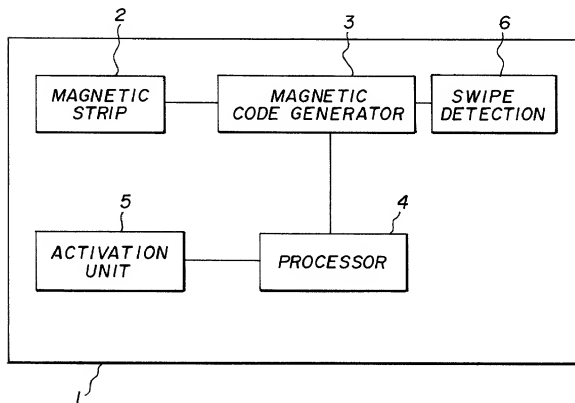 2
3
6
MAGNETIC
STRIP
MAGNETIC
CODE GENERATOR
SWIPE
DETECTION
5
4
ACTIVATION
UNIT
PROCESSOR
1